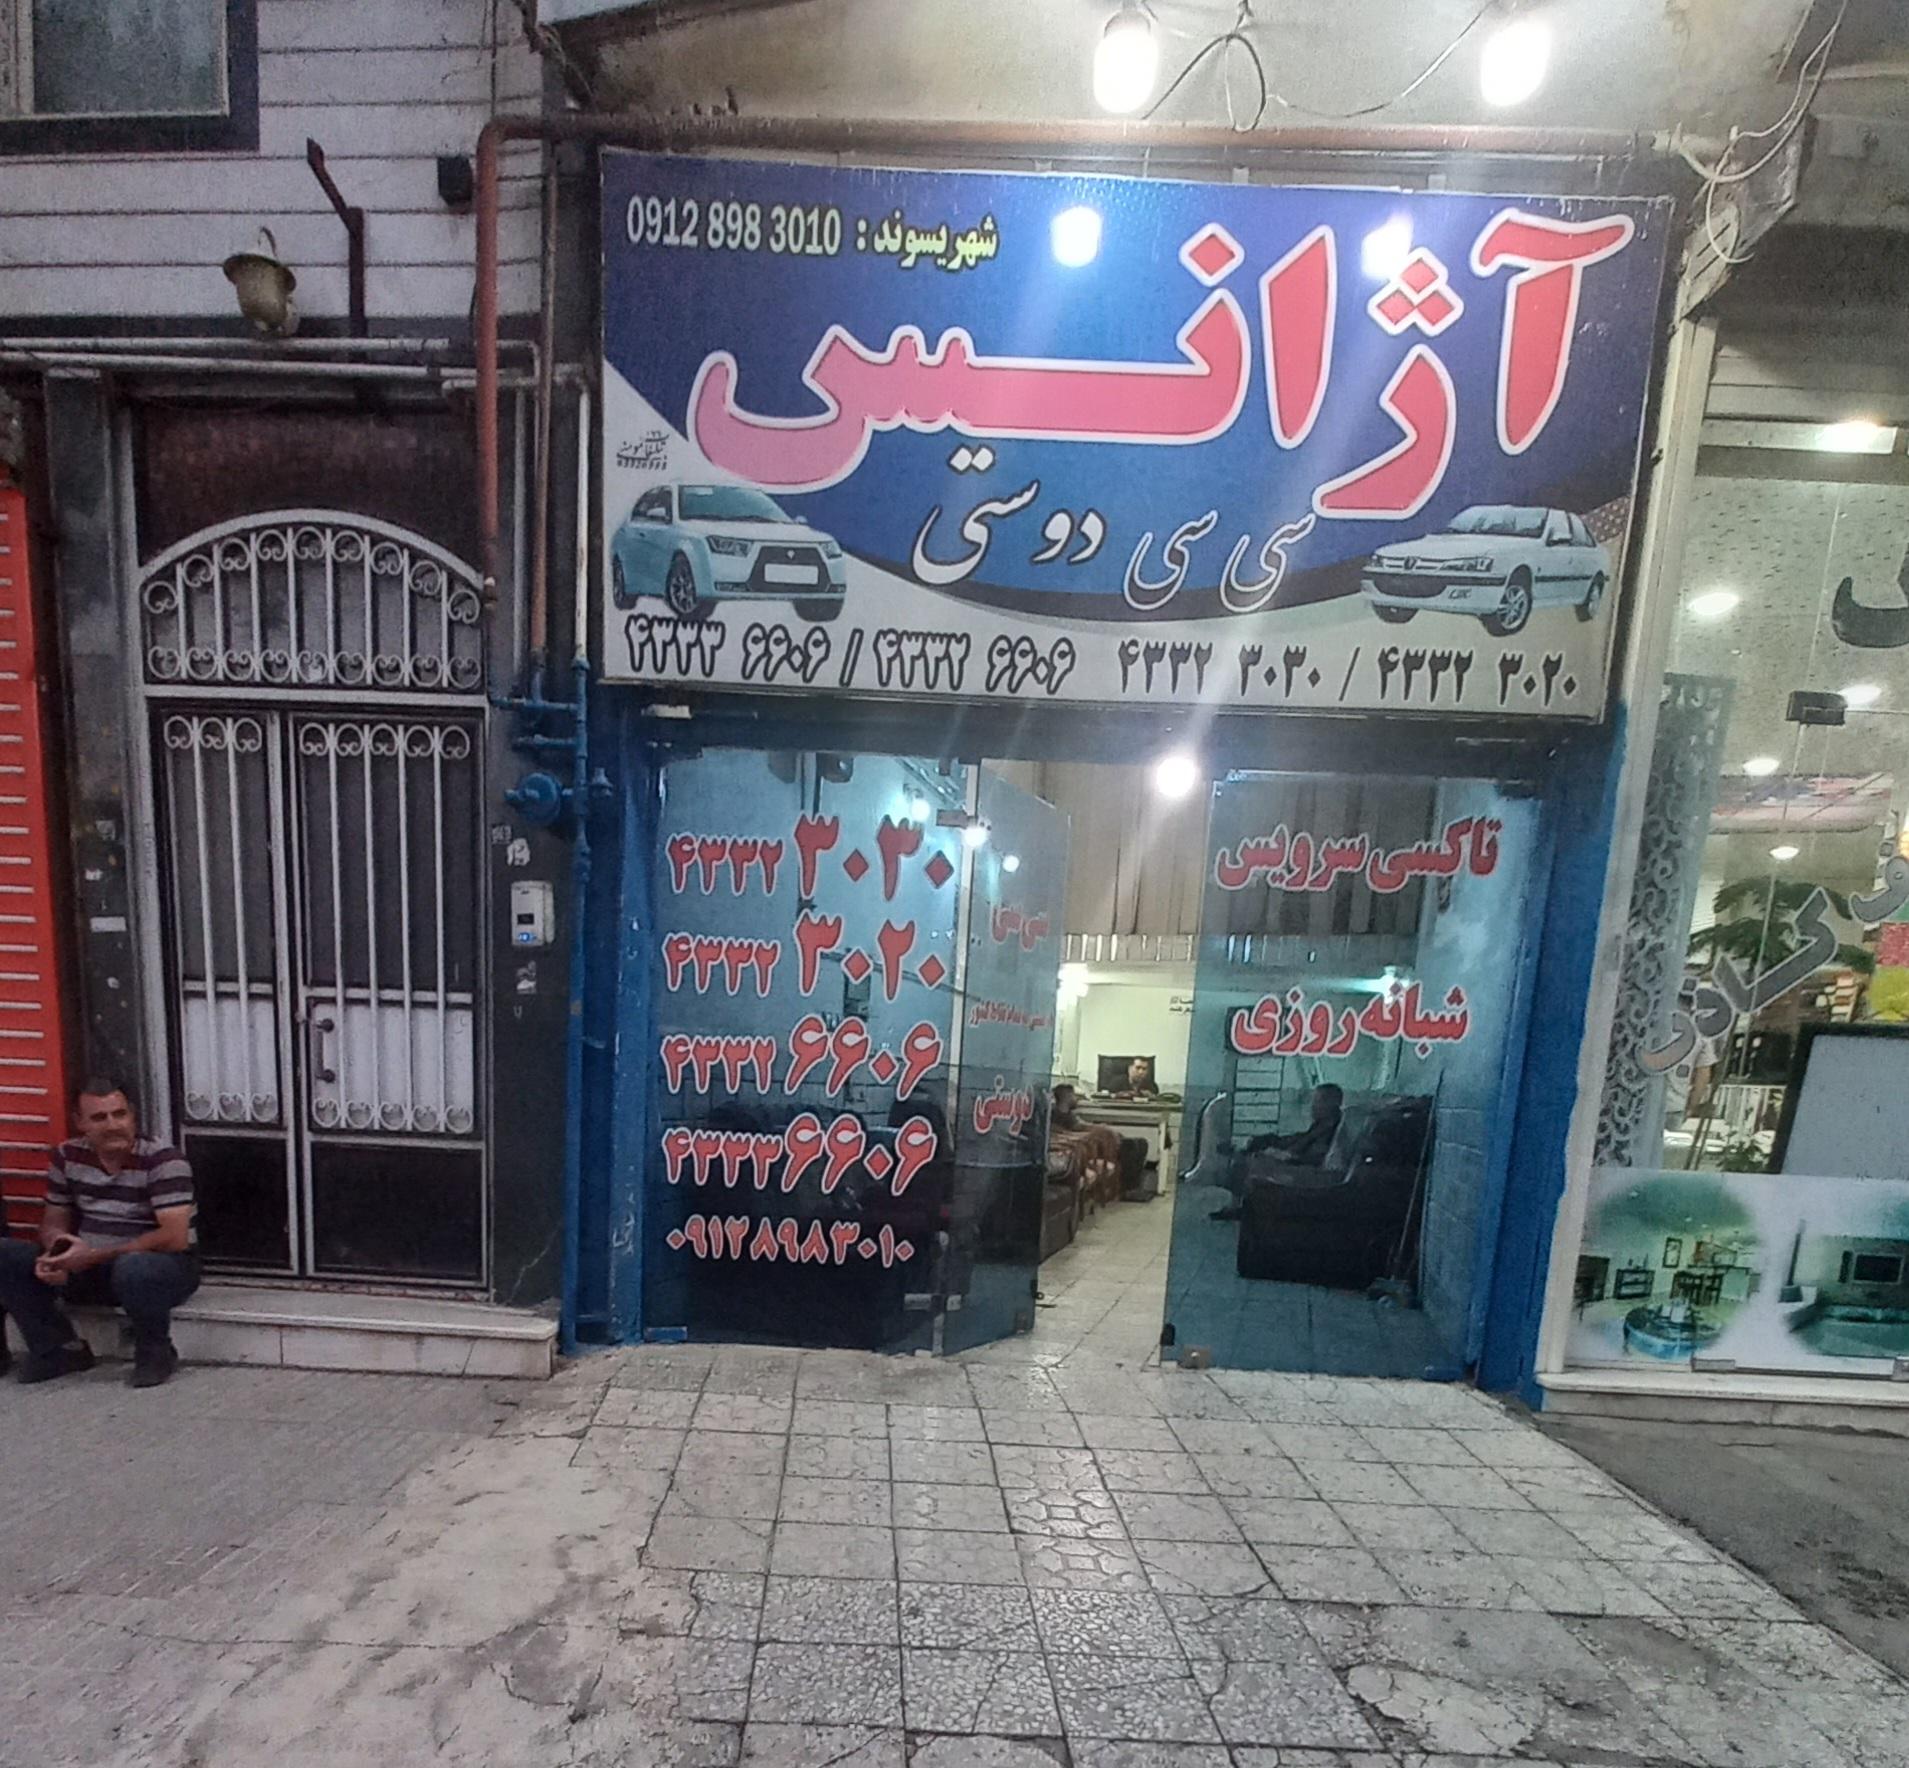 شهریسوند : 0912 898 3010
آژانس
سی سی دوستی
۴۳۳۳ ۶۶۰۶ / ۴۳۳۲ ۶۶۰۶ ۴۳۳۲ ۳۰۳۰ / ۴۳۳۲ ۳۰۲۰
۴۳۳۲ ۳۰۳۰
۴۳۳۲ ۳۰۲۰
۴۳۳۲ ۶۶۰۶
۴۳۳۳ ۶۶۰۶
۰۹۱۲۸۹۸۳۰۱۰
سی سی
دوستی
تاکسی سرویس
شبانه روزی